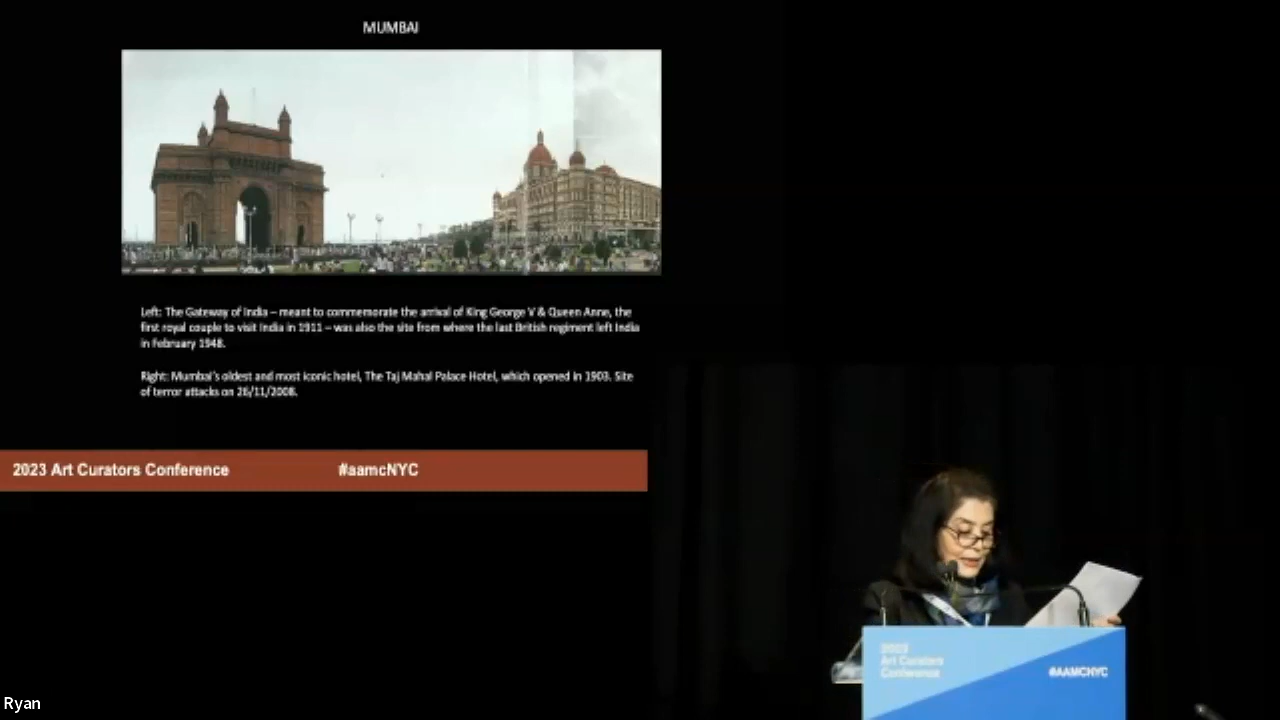 MUMBAI
Left: The Gateway of India – meant to commemorate the arrival of King George V & Queen Anne, the
first royal couple to visit India in 1911 – was also the site from where the last British regiment left India
in February 1948.
Right: Mumbai's oldest and most iconic hotel, The Taj Mahal Palace Hotel, which opened in 1903. Site
of terror attacks on 26/11/2008.
2023 Art Curators Conference #aamcNYC
2023
Art Curators
Conference
#AAMCNYC
Ryan